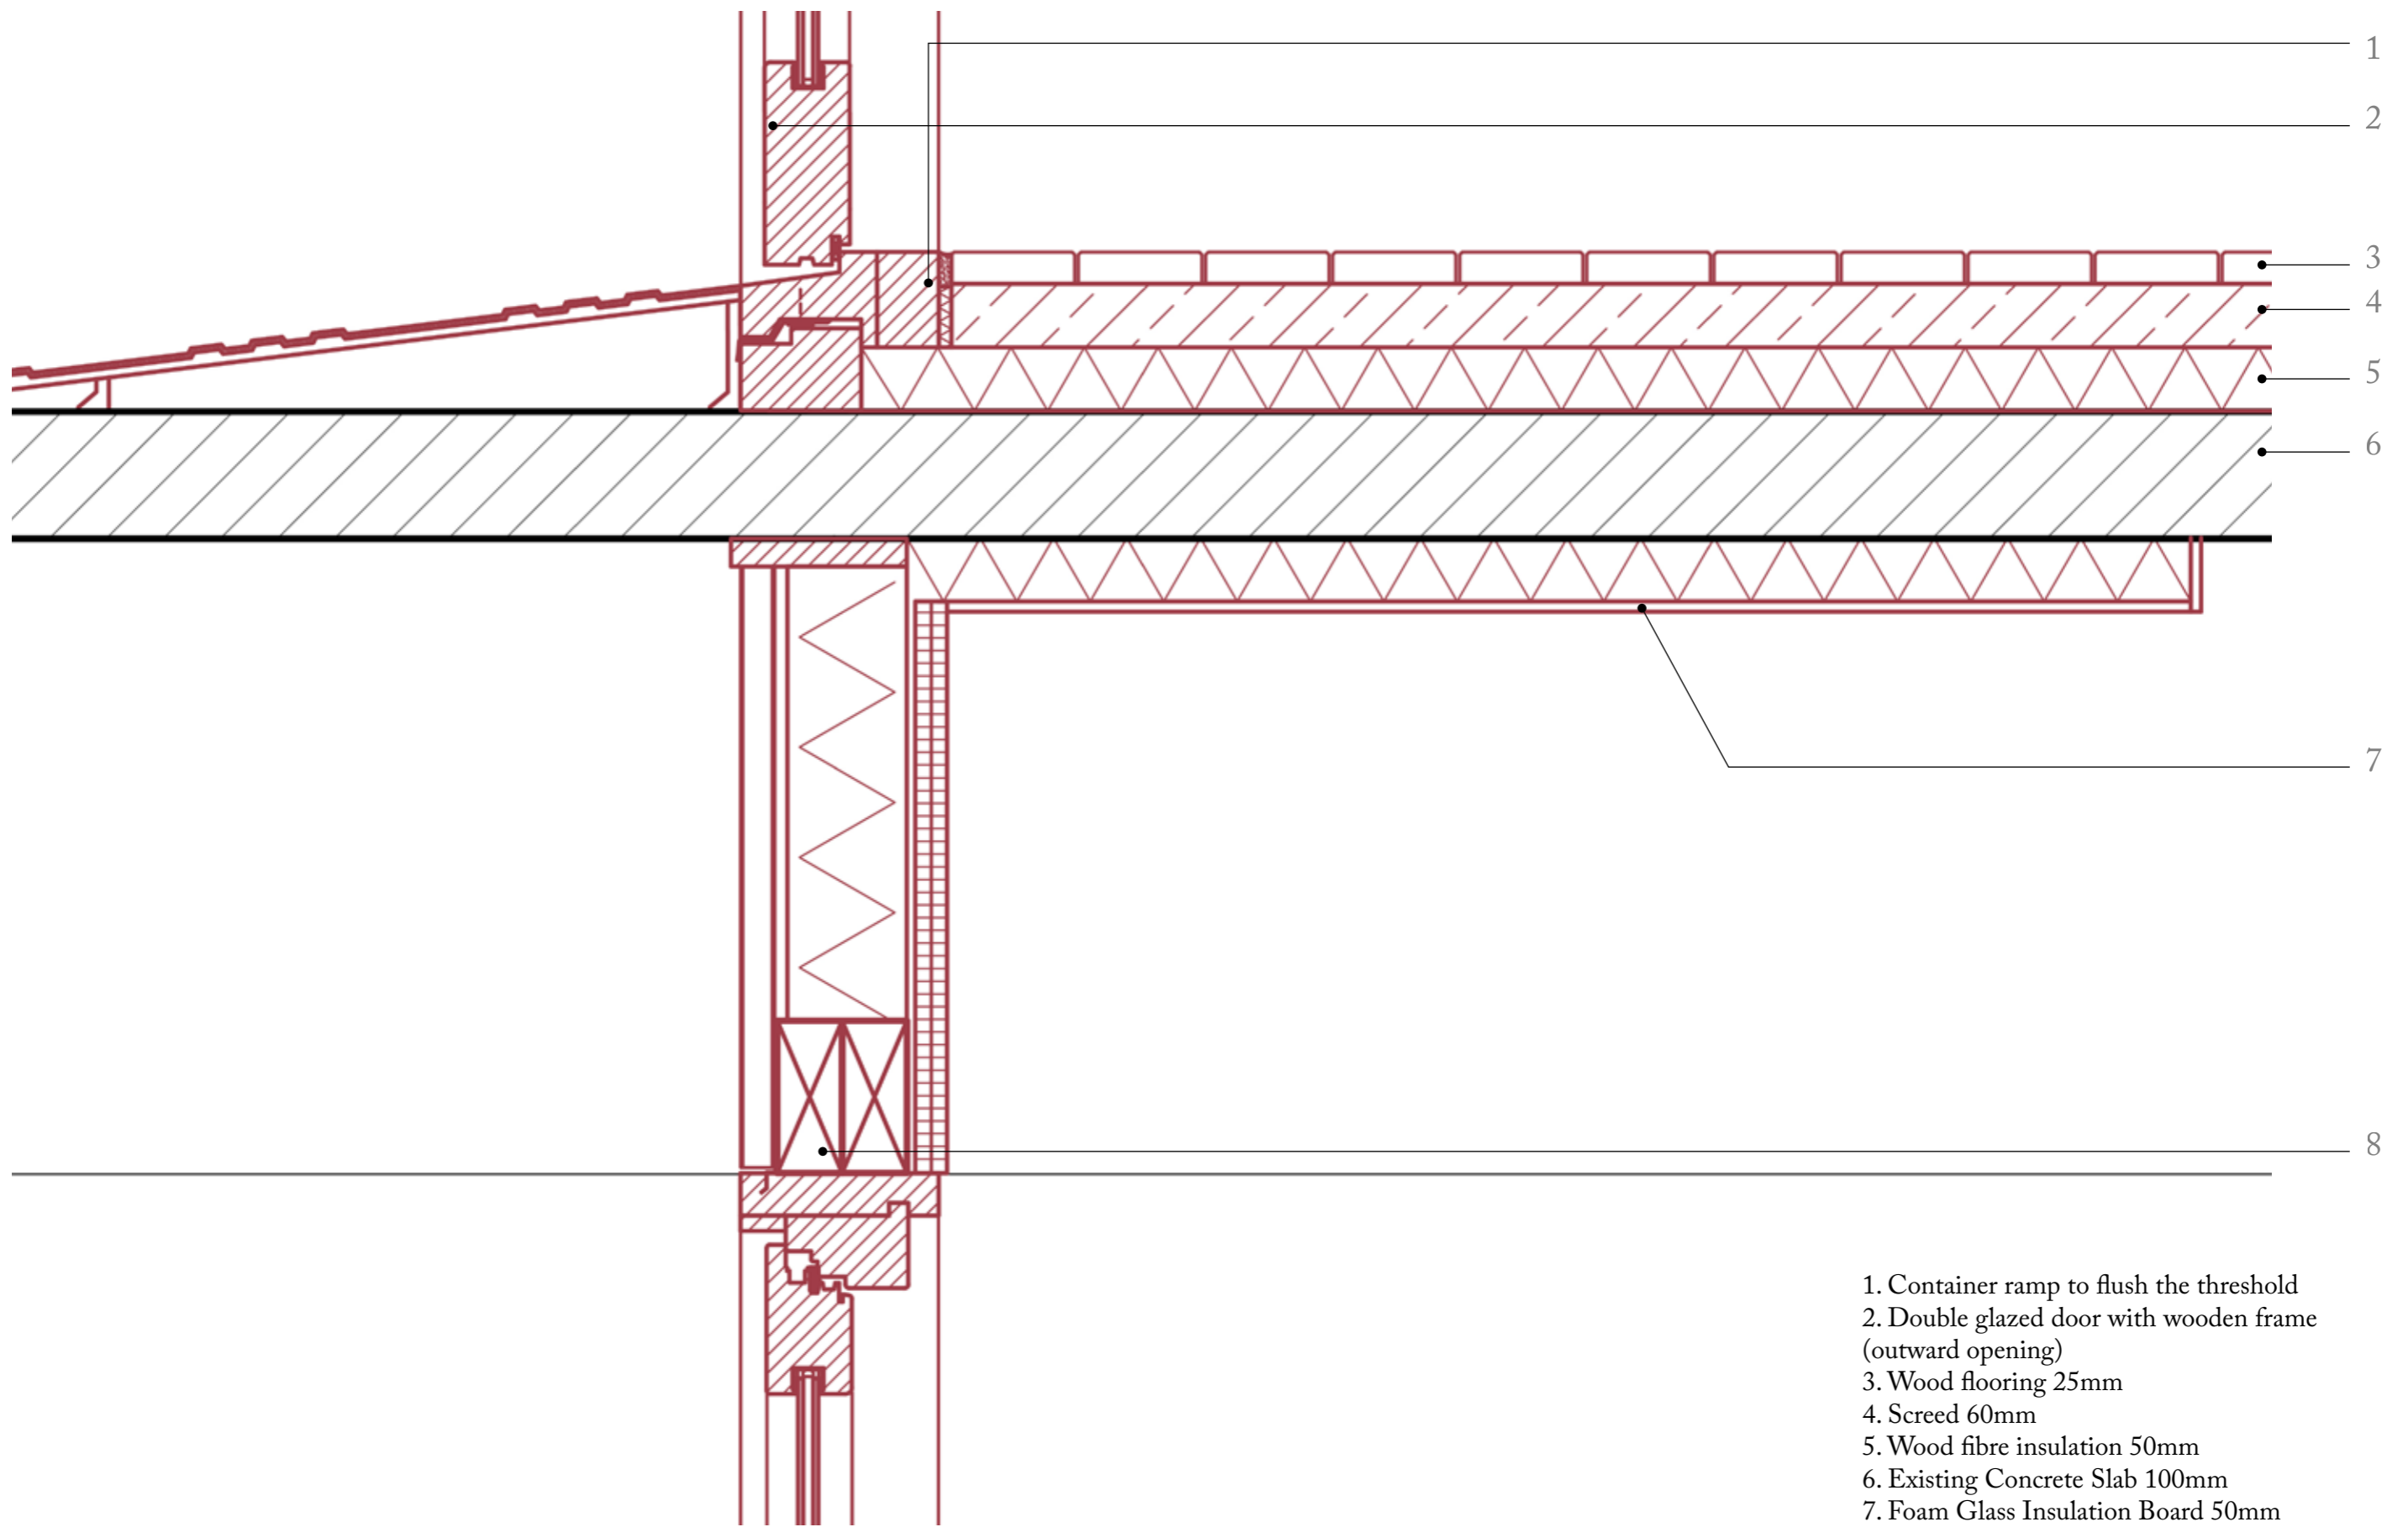 1
2
3
4
5
6
7
8
1. Container ramp to flush the threshold
2. Double glazed door with wooden frame
(outward opening)
3. Wood flooring 25mm
4. Screed 60mm
5. Wood fibre insulation 50mm
6. Existing Concrete Slab 100mm
7. Foam Glass Insulation Board 50mm